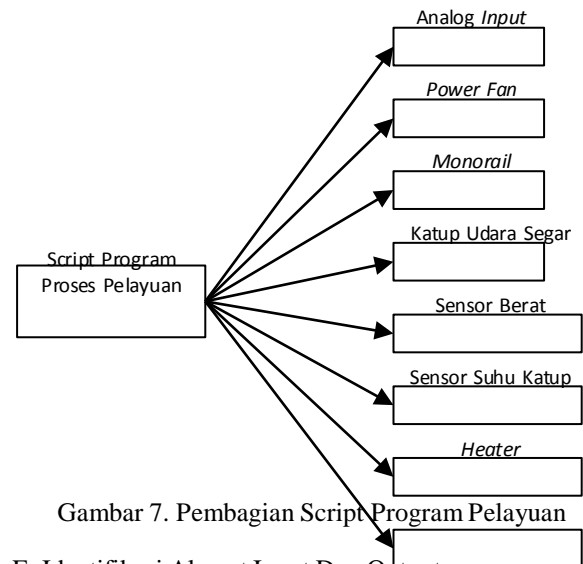 Analog Input
Power Fan
Monorail
Katup Udara Segar
Script Program
Proses Pelayuan
Sensor Berat
Sensor Suhu Katup
Heater
Gambar 7. Pembagian Script Program Pelayuan